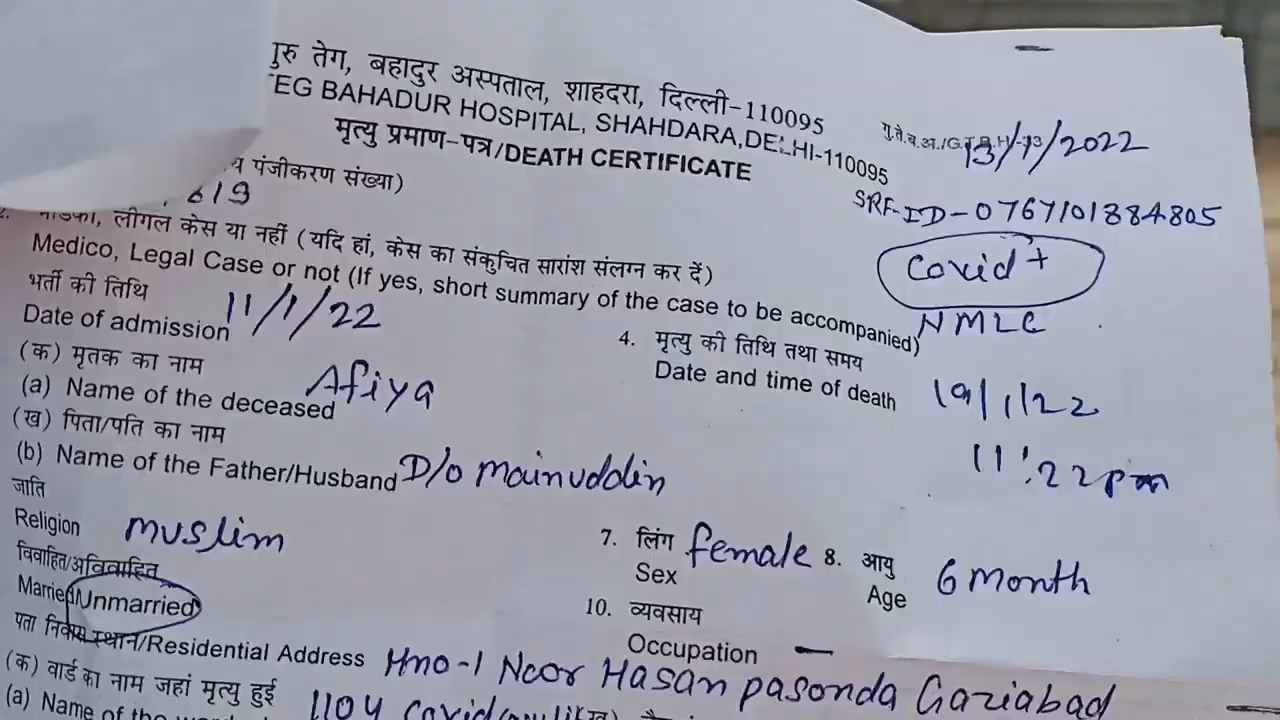 गुरु तेग, बहादुर अस्पताल, शाहदरा, दिल्ली-110095
EG BAHADUR HOSPITAL, SHAHDARA,DELHI-110095
मृत्यु प्रमाण-पत्र/DEATH CERTIFICATE
गु.ते.ब.अ./G.T.B.H
13/1/2022
पंजीकरण संख्या)
619
SRF-ID-0767101384805
Covid +
NMLC
लीगल केस या नहीं (यदि हां, केस का संकुचित सारांश संलग्न कर दें)
Medico, Legal Case or not (If yes, short summary of the case to be accompanied)
भर्ती की तिथि
Date of admission 11/1/22
4. मृत्यु की तिथि तथा समय
Date and time of death 19/1/22
11:22pm
(क) मृतक का नाम
(a) Name of the deceased Afiya
(ख) पिता/पति का नाम
(b) Name of the Father/Husband D/o Mainuddin
जाति
Religion Muslim
7. लिंग
Sex female
8. आयु
Age 6 month
विवाहित/अविवाहित
Married/Unmarried
10. व्यवसाय
Occupation —
पता निवास स्थान/Residential Address Hno-1 Noor Hasan pasonda Gaziabad
(क) वार्ड का नाम जहां मृत्यु हुई
(a) Name of the 1104 covid